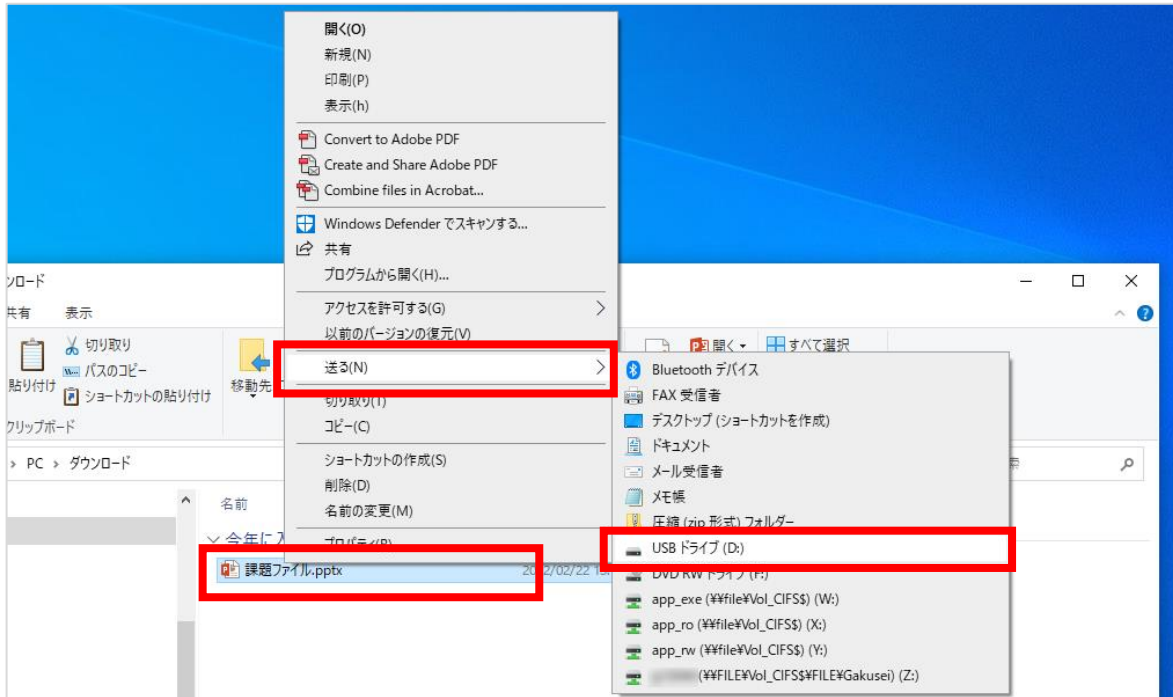 開く(O)
新規(N)
印刷(P)
表示(h)
Convert to Adobe PDF
Create and Share Adobe PDF
Combine files in Acrobat...
Windows Defender でスキャンする...
共有
プログラムから開く(H)...
アクセスを許可する(G)
以前のバージョンの復元(V)
送る(N)
切り取り(T)
コピー(C)
ショートカットの作成(S)
削除(D)
名前の変更(M)
プロパティ(R)
ンロード
共有 表示
切り取り
パスのコピー
貼り付け
ショートカットの貼り付け
クリップボード
移動先
開く
すべて選択
PC > ダウンロード
名前
今年に入
課題ファイル.pptx
Bluetooth デバイス
FAX 受信者
デスクトップ (ショートカットを作成)
ドキュメント
メール受信者
メモ帳
圧縮 (zip 形式) フォルダー
USB ドライブ (D:)
DVD RW ドライブ (F:)
app_exe (¥¥file¥Vol_CIFS$) (W:)
app_ro (¥¥file¥Vol_CIFS$) (X:)
app_rw (¥¥file¥Vol_CIFS$) (Y:)
(¥¥FILE¥Vol_CIFS$¥FILE¥Gakusei) (Z:)